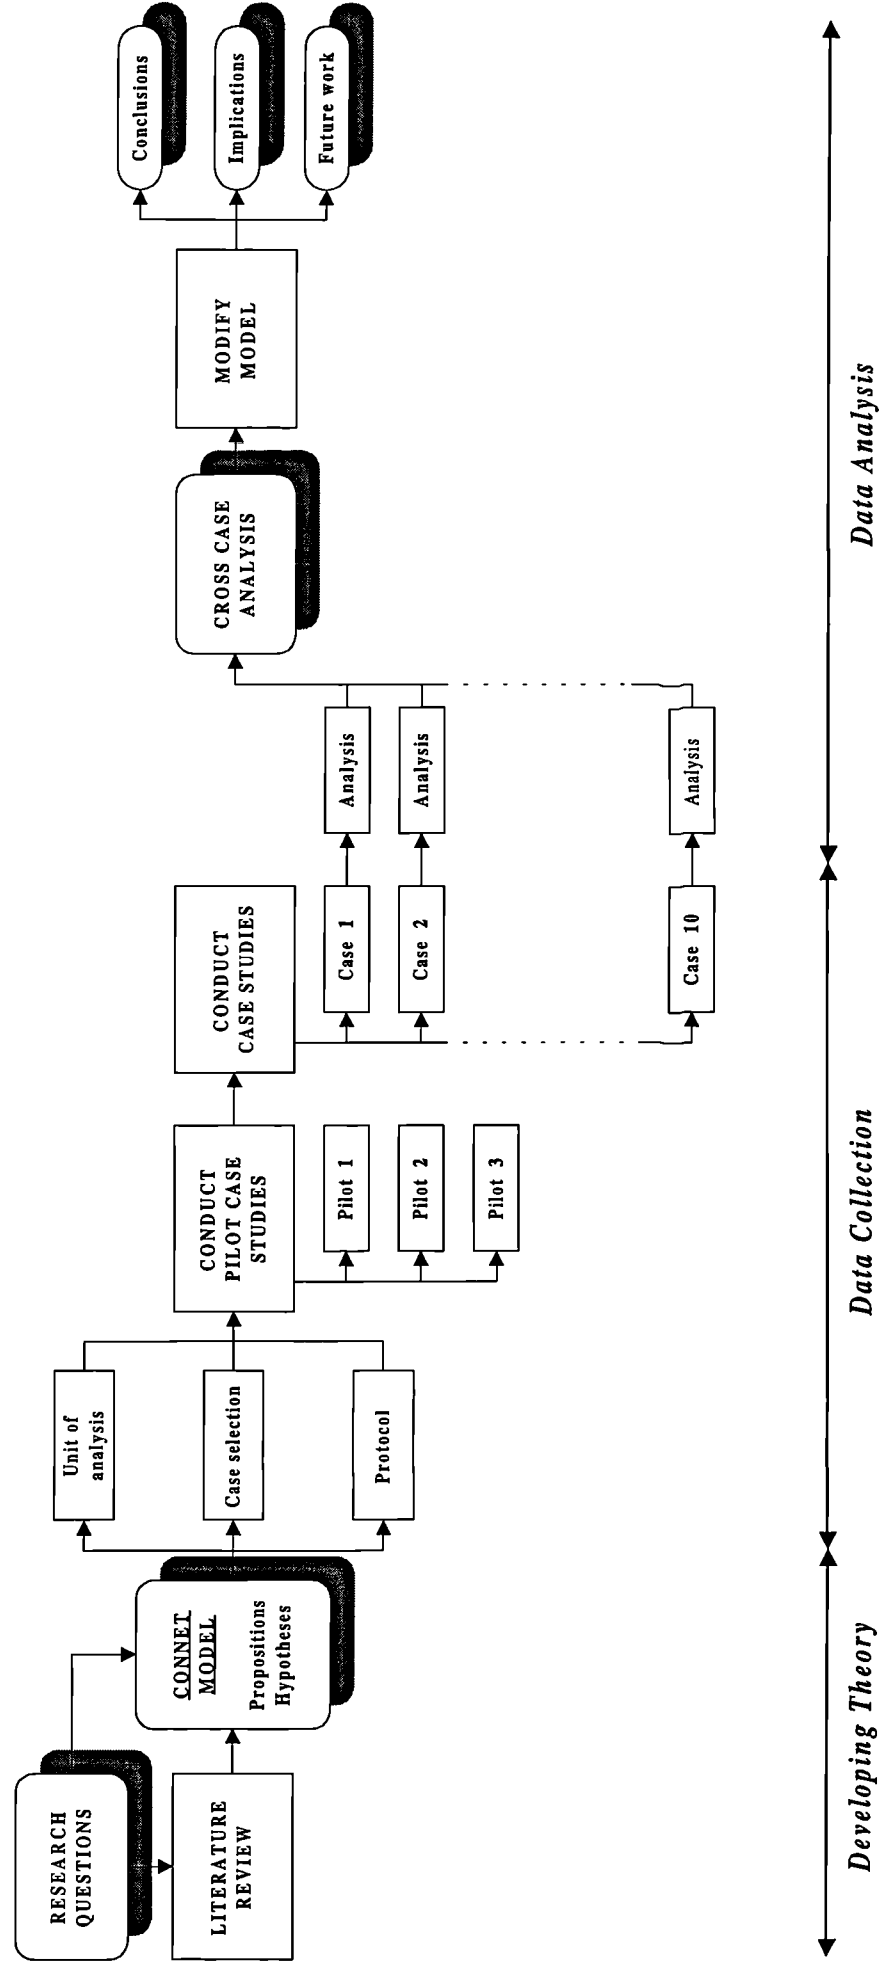 RESEARCH
QUESTIONS
LITERATURE
REVIEW
CONNET
MODEL
Propositions
Hypotheses
Unit of
analysis
Case selection
Protocol
CONDUCT
PILOT CASE
STUDIES
Pilot 1
Pilot 2
Pilot 3
CONDUCT
CASE STUDIES
Case 1
Case 2
Case 10
Analysis
Analysis
Analysis
CROSS CASE
ANALYSIS
MODIFY
MODEL
Conclusions
Implications
Future work
Developing Theory
Data Collection
Data Analysis